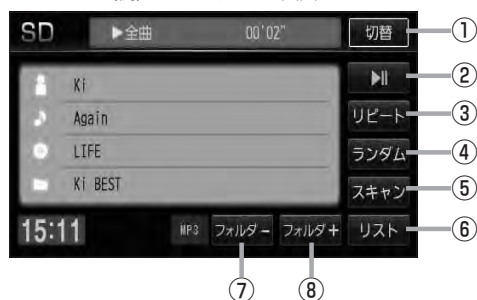 SD ▶全曲 00'02" 切替 ①
▶II ②
Ki
リピート ③
Again
ランダム ④
LIFE
スキャン ⑤
Ki BEST
15:11 MP3 フォルダ− フォルダ+ リスト ⑥
⑦ ⑧